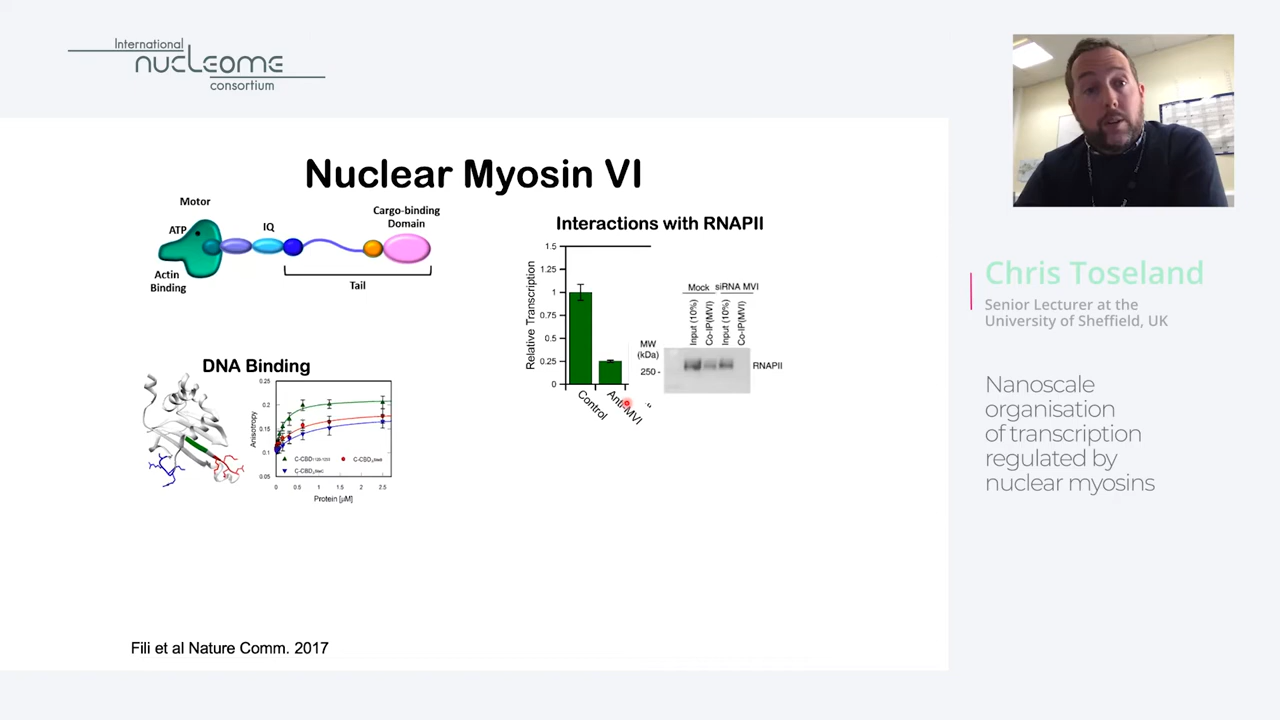 International
nucleome
consortium
Nuclear Myosin VI
Motor
ATP
IQ
Cargo-binding
Domain
Actin
Binding
Tail
DNA Binding
Anisotropy
0.25
0.2
0.15
0.1
0.05
C-CBD
C-CBD
C-CBD
0
0.5
1
1.5
2
2.5
Protein [µM]
Interactions with RNAPII
Relative Transcription
1.5
1.25
1
0.75
0.5
0.25
0
Control
Anti-MVI
Mock siRNA MVI
Input (10%)
Co-IP(MVI)
Input (10%)
Co-IP(MVI)
MW
(kDa)
250 -
RNAPII
Fili et al Nature Comm. 2017
Chris Toseland
Senior Lecturer at the
University of Sheffield, UK
Nanoscale
organisation
of transcription
regulated by
nuclear myosins